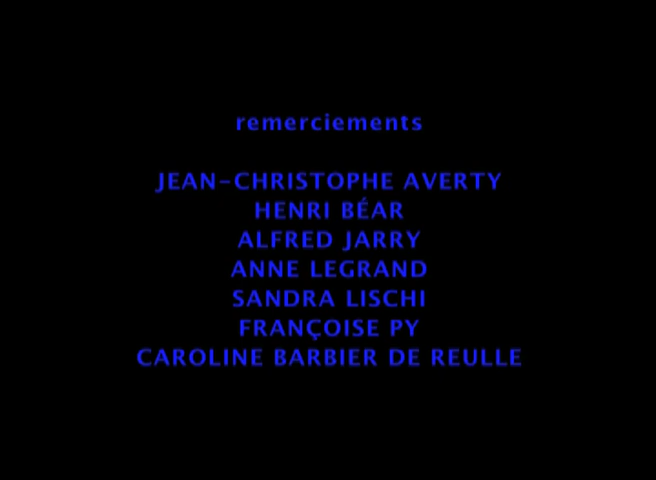 remerciements
JEAN-CHRISTOPHE AVERTY
HENRI BÉAR
ALFRED JARRY
ANNE LEGRAND
SANDRA LISCHI
FRANÇOISE PY
CAROLINE BARBIER DE REULLE